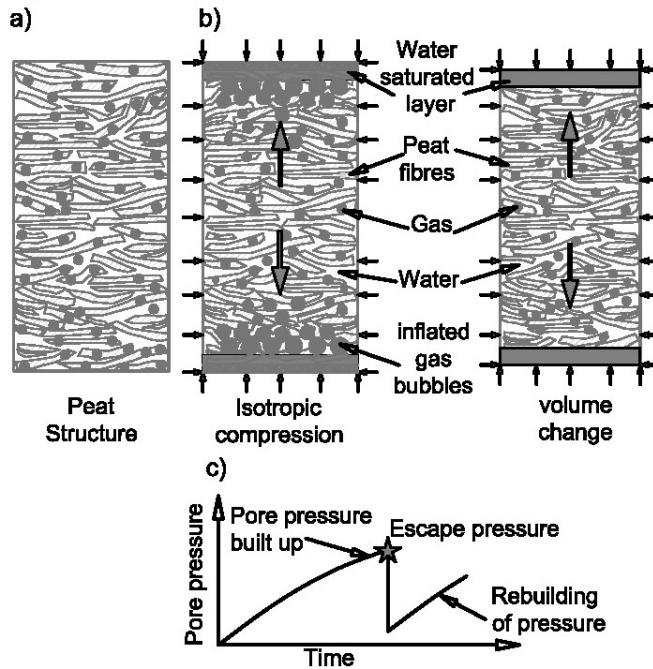 a)
b)
Water
saturated
layer
Peat
fibres
Gas
Water
inflated
gas
bubbles
Peat
Structure
Isotropic
compression
volume
change
c)
Pore pressure
Pore pressure
built up
Escape pressure
Rebuilding
of pressure
Time